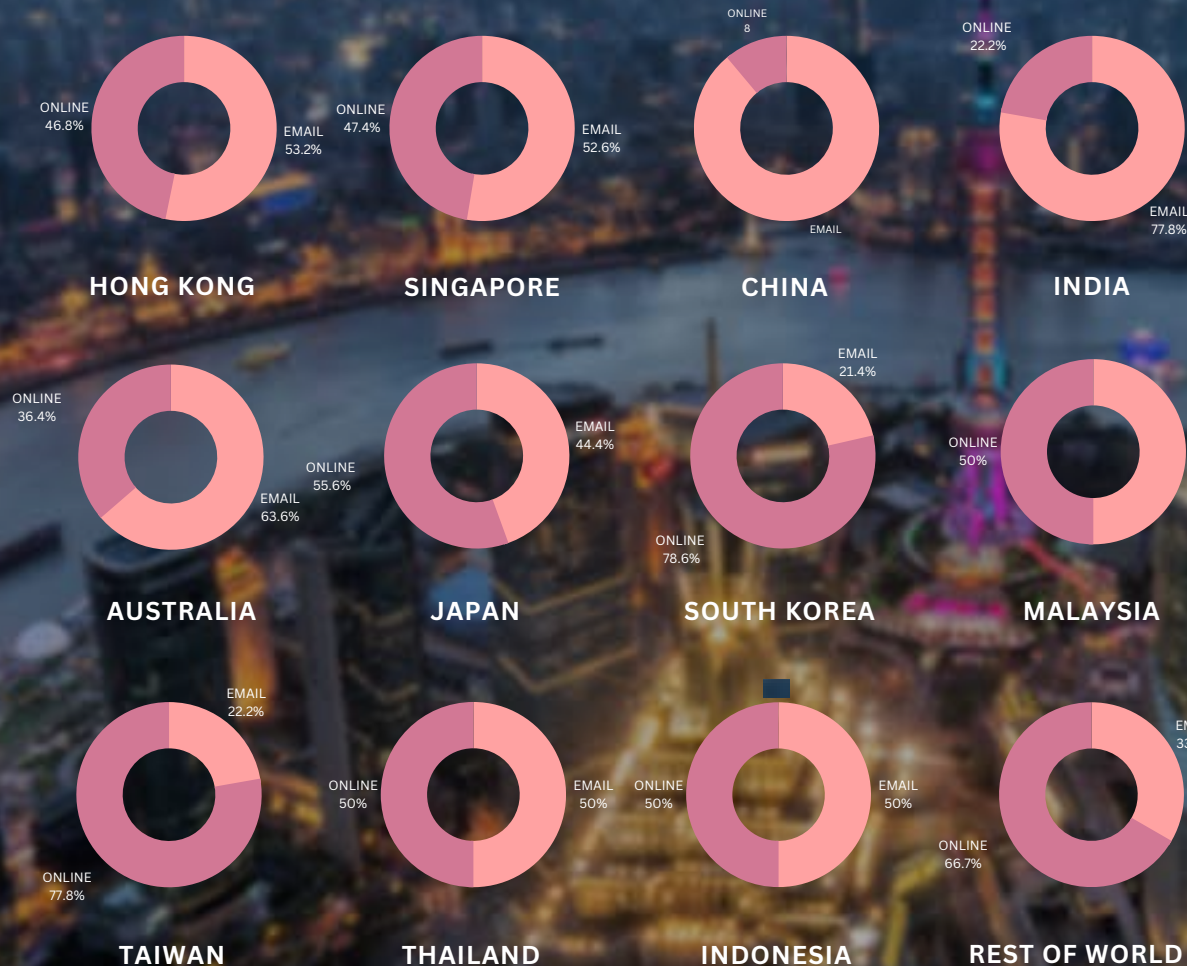 ONLINE
8
ONLINE
22.2%
ONLINE
46.8%
EMAIL
53.2%
ONLINE
47.4%
EMAIL
52.6%
EMAIL
EMAIL
77.8%
HONG KONG
SINGAPORE
CHINA
INDIA
ONLINE
36.4%
EMAIL
63.6%
ONLINE
55.6%
EMAIL
44.4%
EMAIL
21.4%
ONLINE
78.6%
ONLINE
50%
AUSTRALIA
JAPAN
SOUTH KOREA
MALAYSIA
EMAIL
22.2%
ONLINE
77.8%
ONLINE
50%
EMAIL
50%
ONLINE
50%
EMAIL
50%
ONLINE
66.7%
TAIWAN
THAILAND
INDONESIA
REST OF WORLD